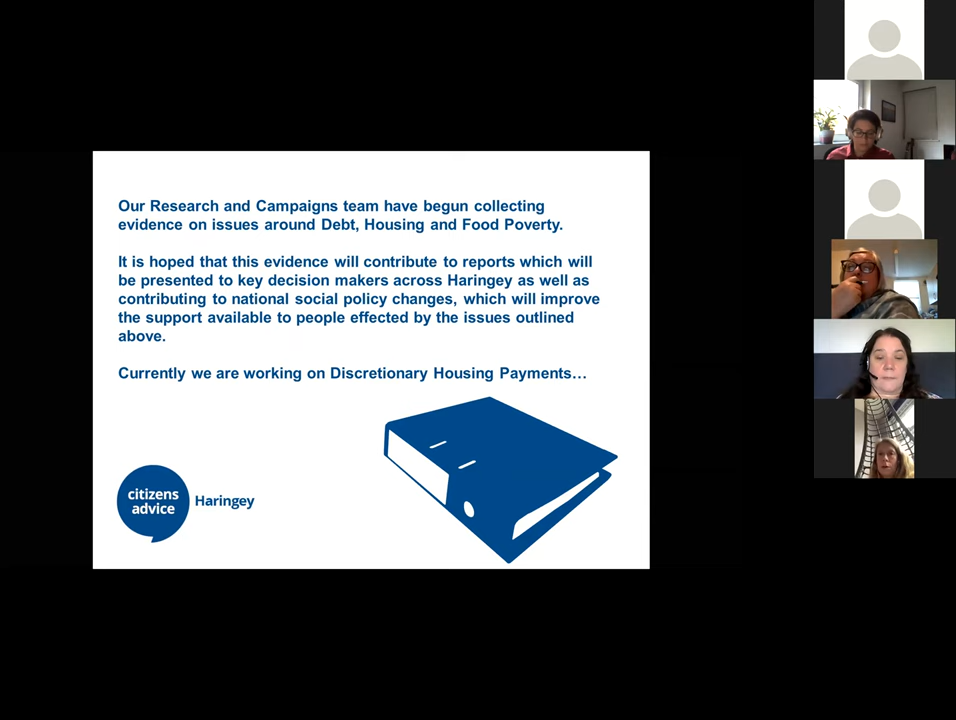 Our Research and Campaigns team have begun collecting
evidence on issues around Debt, Housing and Food Poverty.
It is hoped that this evidence will contribute to reports which will
be presented to key decision makers across Haringey as well as
contributing to national social policy changes, which will improve
the support available to people effected by the issues outlined
above.
Currently we are working on Discretionary Housing Payments…
citizens
advice
Haringey